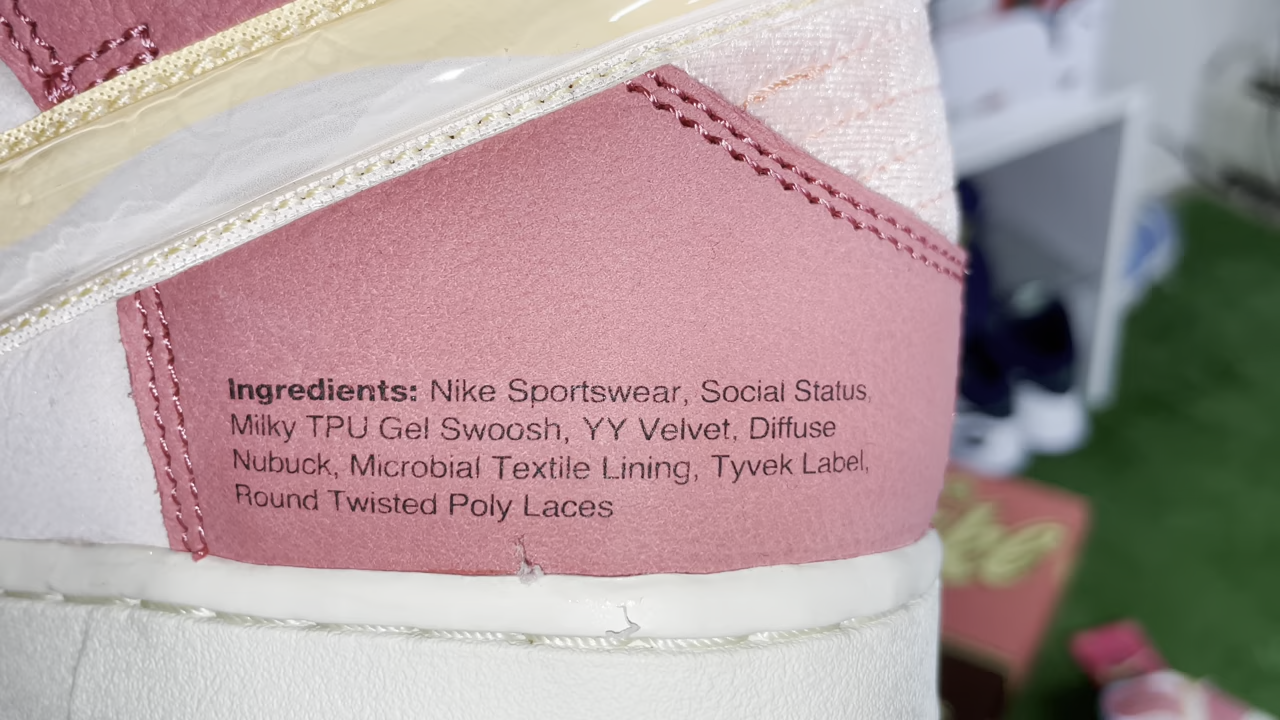 Ingredients: Nike Sportswear, Social Status,
Milky TPU Gel Swoosh, YY Velvet, Diffuse
Nubuck, Microbial Textile Lining, Tyvek Label,
Round Twisted Poly Laces